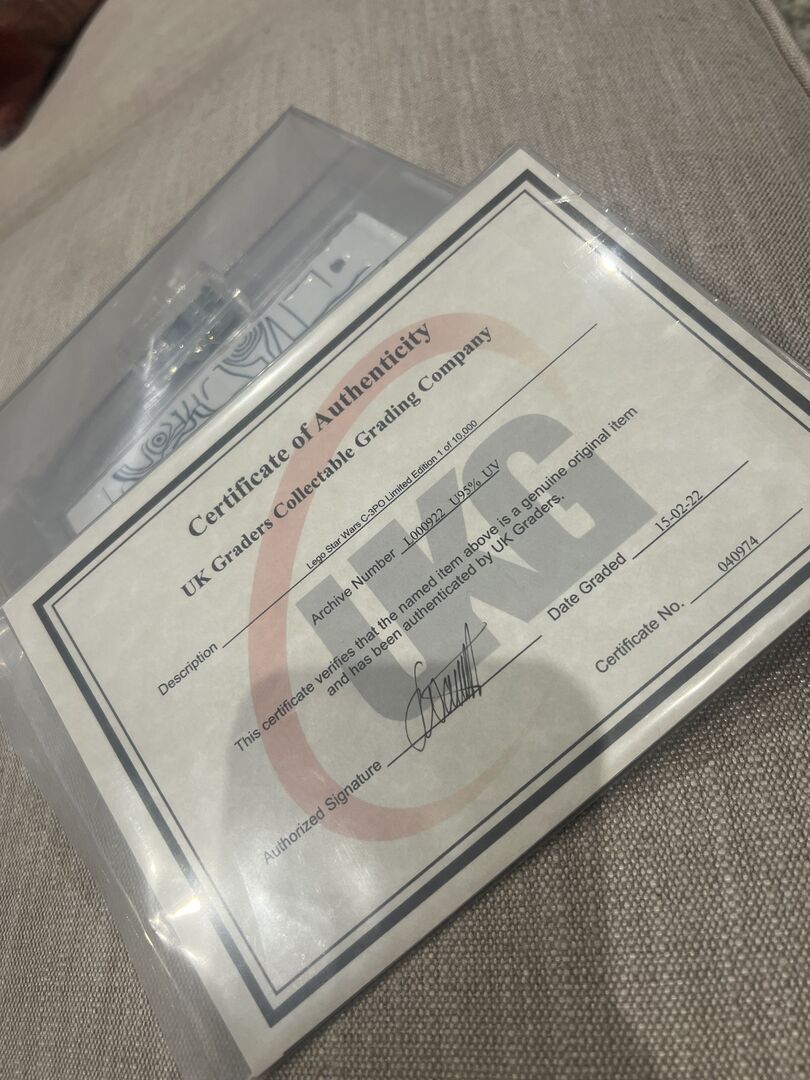 Certificate of Authenticity
UK Graders Collectable Grading Company
Description Lego Star Wars C-3PO Limited Edition 1 of 10,000
Archive Number L000922 U95% UV
This certificate verifies that the named item above is a genuine original item
and has been authenticated by UK Graders.
Authorized Signature
Date Graded 15-02-22
Certificate No. 040974
UKG